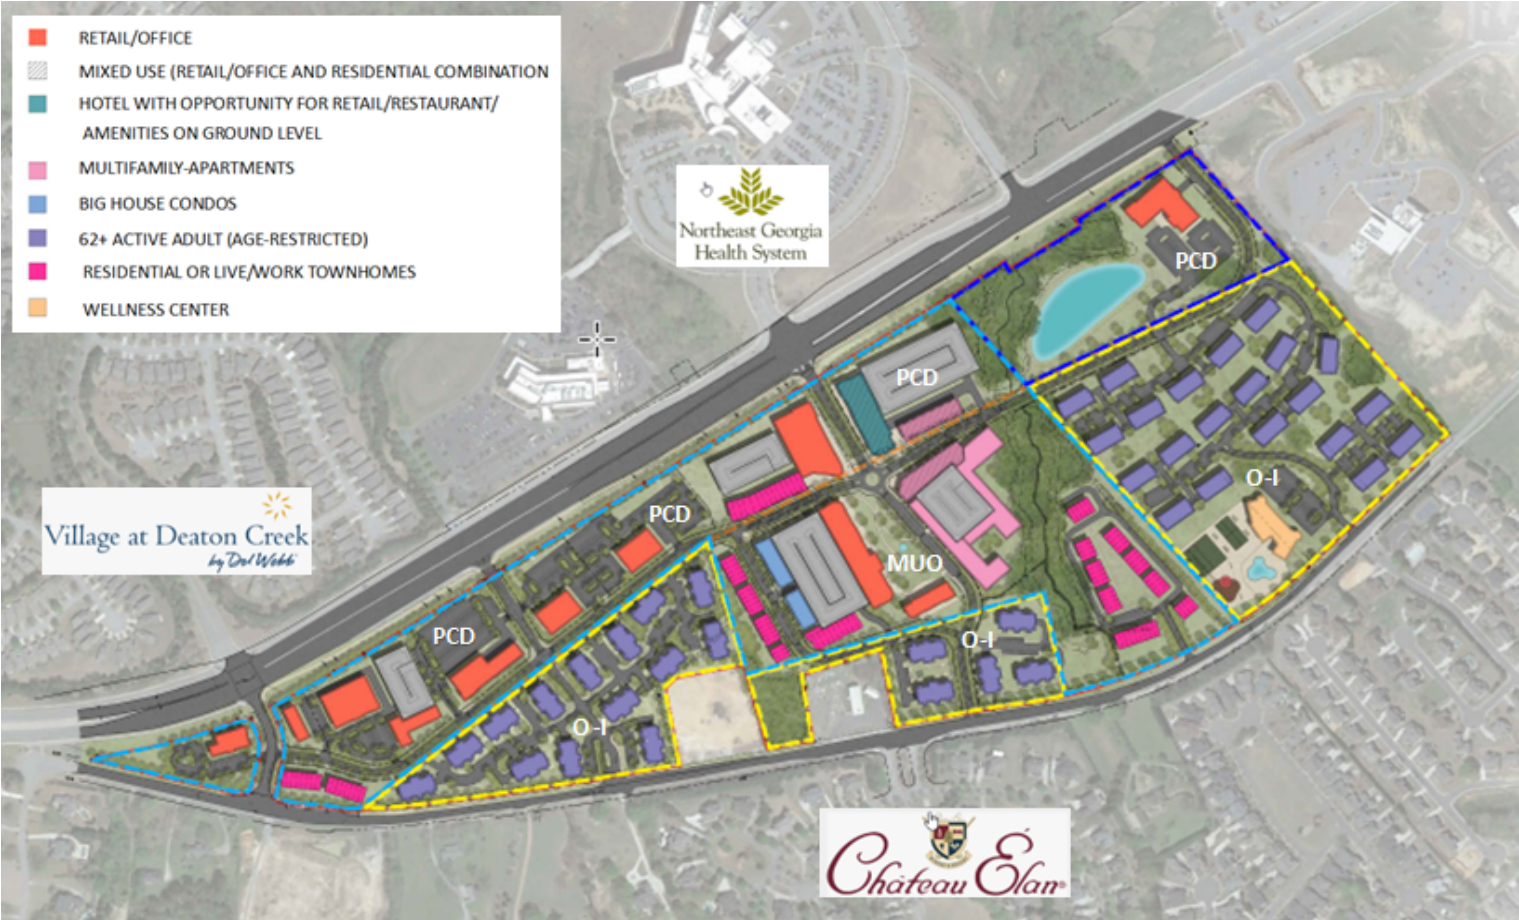 RETAIL/OFFICE
MIXED USE (RETAIL/OFFICE AND RESIDENTIAL COMBINATION
HOTEL WITH OPPORTUNITY FOR RETAIL/RESTAURANT/
AMENITIES ON GROUND LEVEL
MULTIFAMILY-APARTMENTS
BIG HOUSE CONDOS
62+ ACTIVE ADULT (AGE-RESTRICTED)
RESIDENTIAL OR LIVE/WORK TOWNHOMES
WELLNESS CENTER
Northeast Georgia
Health System
PCD
PCD
O-I
Village at Deaton Creek
by Del Webb
PCD
MUO
PCD
O-I
O-I
Château Élan